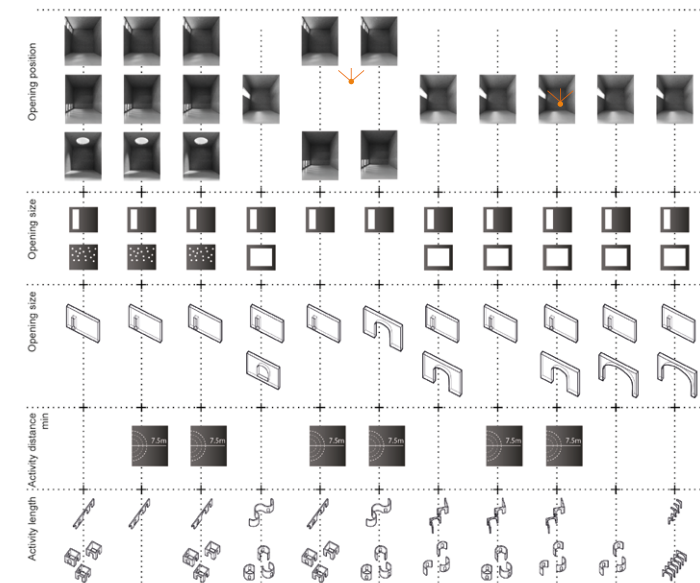 Opening position
Opening size
Opening size
Activity distance
min
7.5m
7.5m
7.5m
7.5m
7.5m
7.5m
Activity length